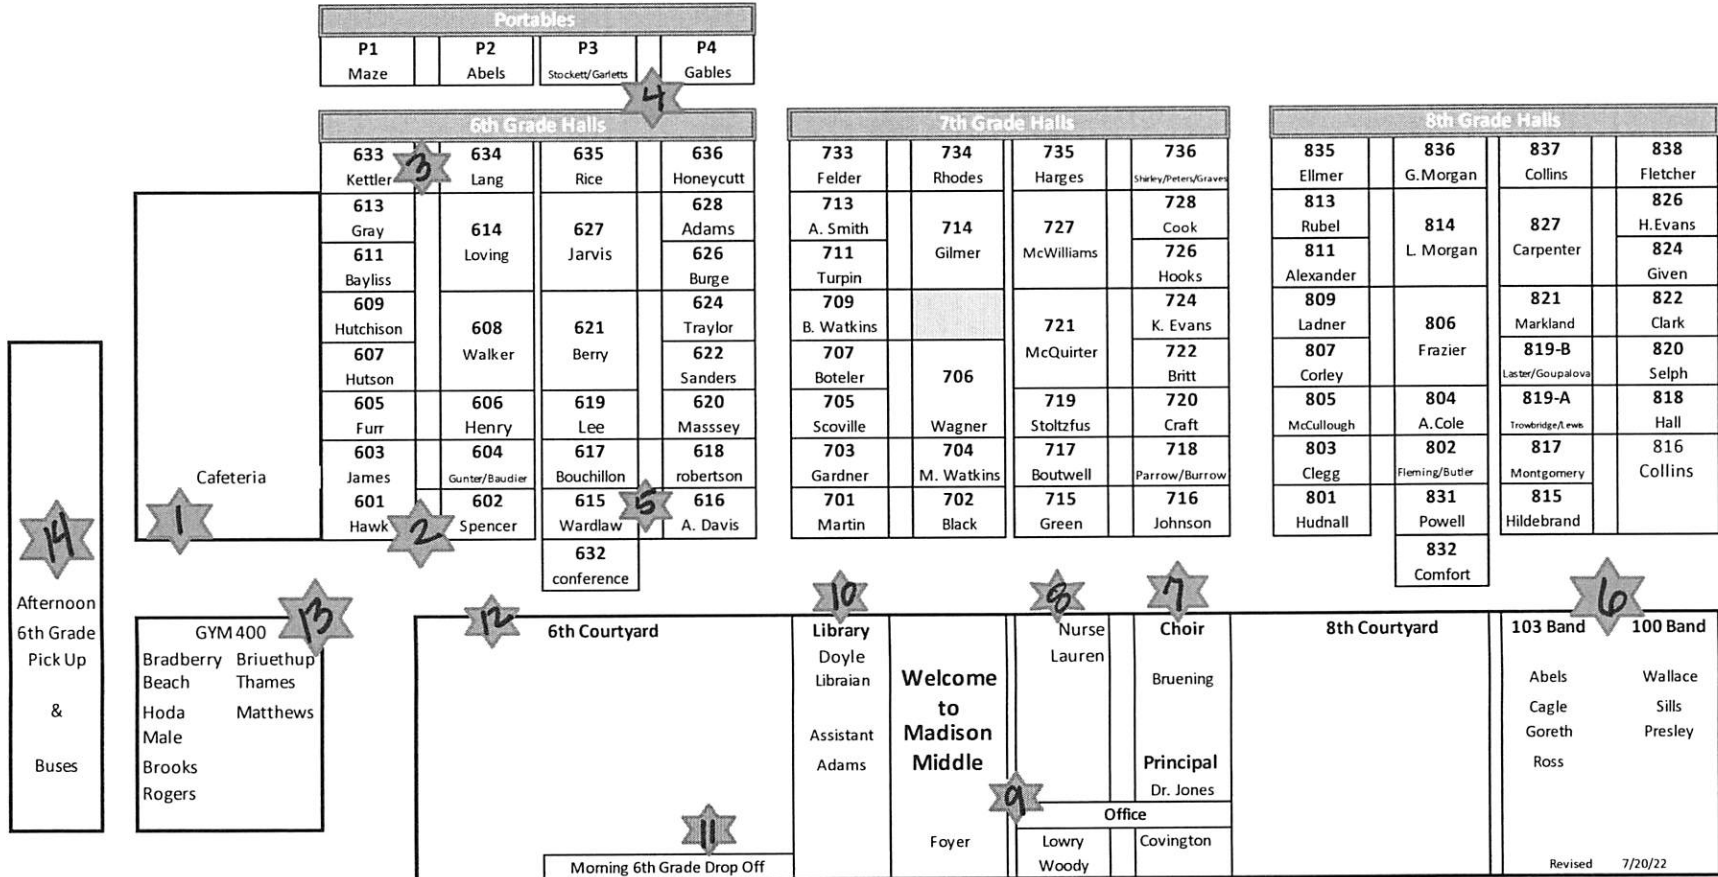 Portables
P1 P2 P3 P4
Maze Abels Stockett/Garletts Gables
4
6th Grade Halls 7th Grade Halls 8th Grade Halls
633 634 635 636 733 734 735 736 835 836 837 838
Kettler 3 Lang Rice Honeycutt Felder Rhodes Harges Shirley/Peters/Graves Ellmer G.Morgan Collins Fletcher
613 628 713 728 813 826
Gray 614 627 Adams A. Smith 714 727 Cook Rubel 814 827 H.Evans
611 Loving Jarvis 626 711 Gilmer McWilliams 726 811 L. Morgan Carpenter 824
Bayliss Burge Turpin Hooks Alexander Given
609 624 709 724 809 821 822
Hutchison 608 621 Traylor B. Watkins 721 K. Evans Ladner 806 Markland Clark
607 Walker Berry 622 707 McQuirter 722 807 Frazier 819-B 820
Hutson Sanders Boteler 706 Britt Corley Laster/Goupalova Selph
605 606 619 620 705 719 720 805 804 819-A 818
Furr Henry Lee Masssey Scoville Wagner Stoltzfus Craft McCullough A.Cole Trowbridge/Lewis Hall
603 604 617 618 703 704 717 718 803 802 817 816
Cafeteria James Gunter/Baudier Bouchillon robertson Gardner M. Watkins Boutwell Parrow/Burrow Clegg Fleming/Butler Montgomery Collins
601 602 615 5 616 701 702 715 716 801 831 815
14 1 Hawk 2 Spencer Wardlaw A. Davis Martin Black Green Johnson Hudnall Powell Hildebrand
632 832
conference Comfort
Afternoon 10 8 7 6
6th Grade GYM 400 13 12 6th Courtyard Library Nurse Choir 8th Courtyard 103 Band 100 Band
Pick Up Bradberry Briuethup Doyle Lauren
Beach Thames Libraian Welcome Bruening Abels Wallace
& Hoda Matthews to Cagle Sills
Male Assistant Madison Goreth Presley
Buses Brooks Adams Middle Principal Ross
Rogers Dr. Jones
9 Office
11 Foyer Lowry Covington
Morning 6th Grade Drop Off Woody Revised 7/20/22